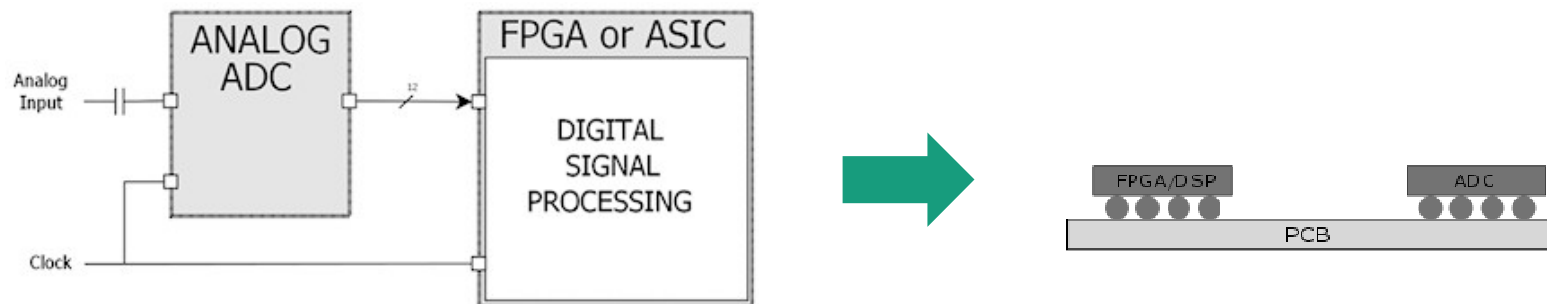 ANALOG
ADC
FPGA or ASIC
Analog
Input
12
DIGITAL
SIGNAL
PROCESSING
Clock
FPGA/DSP
ADC
PCB